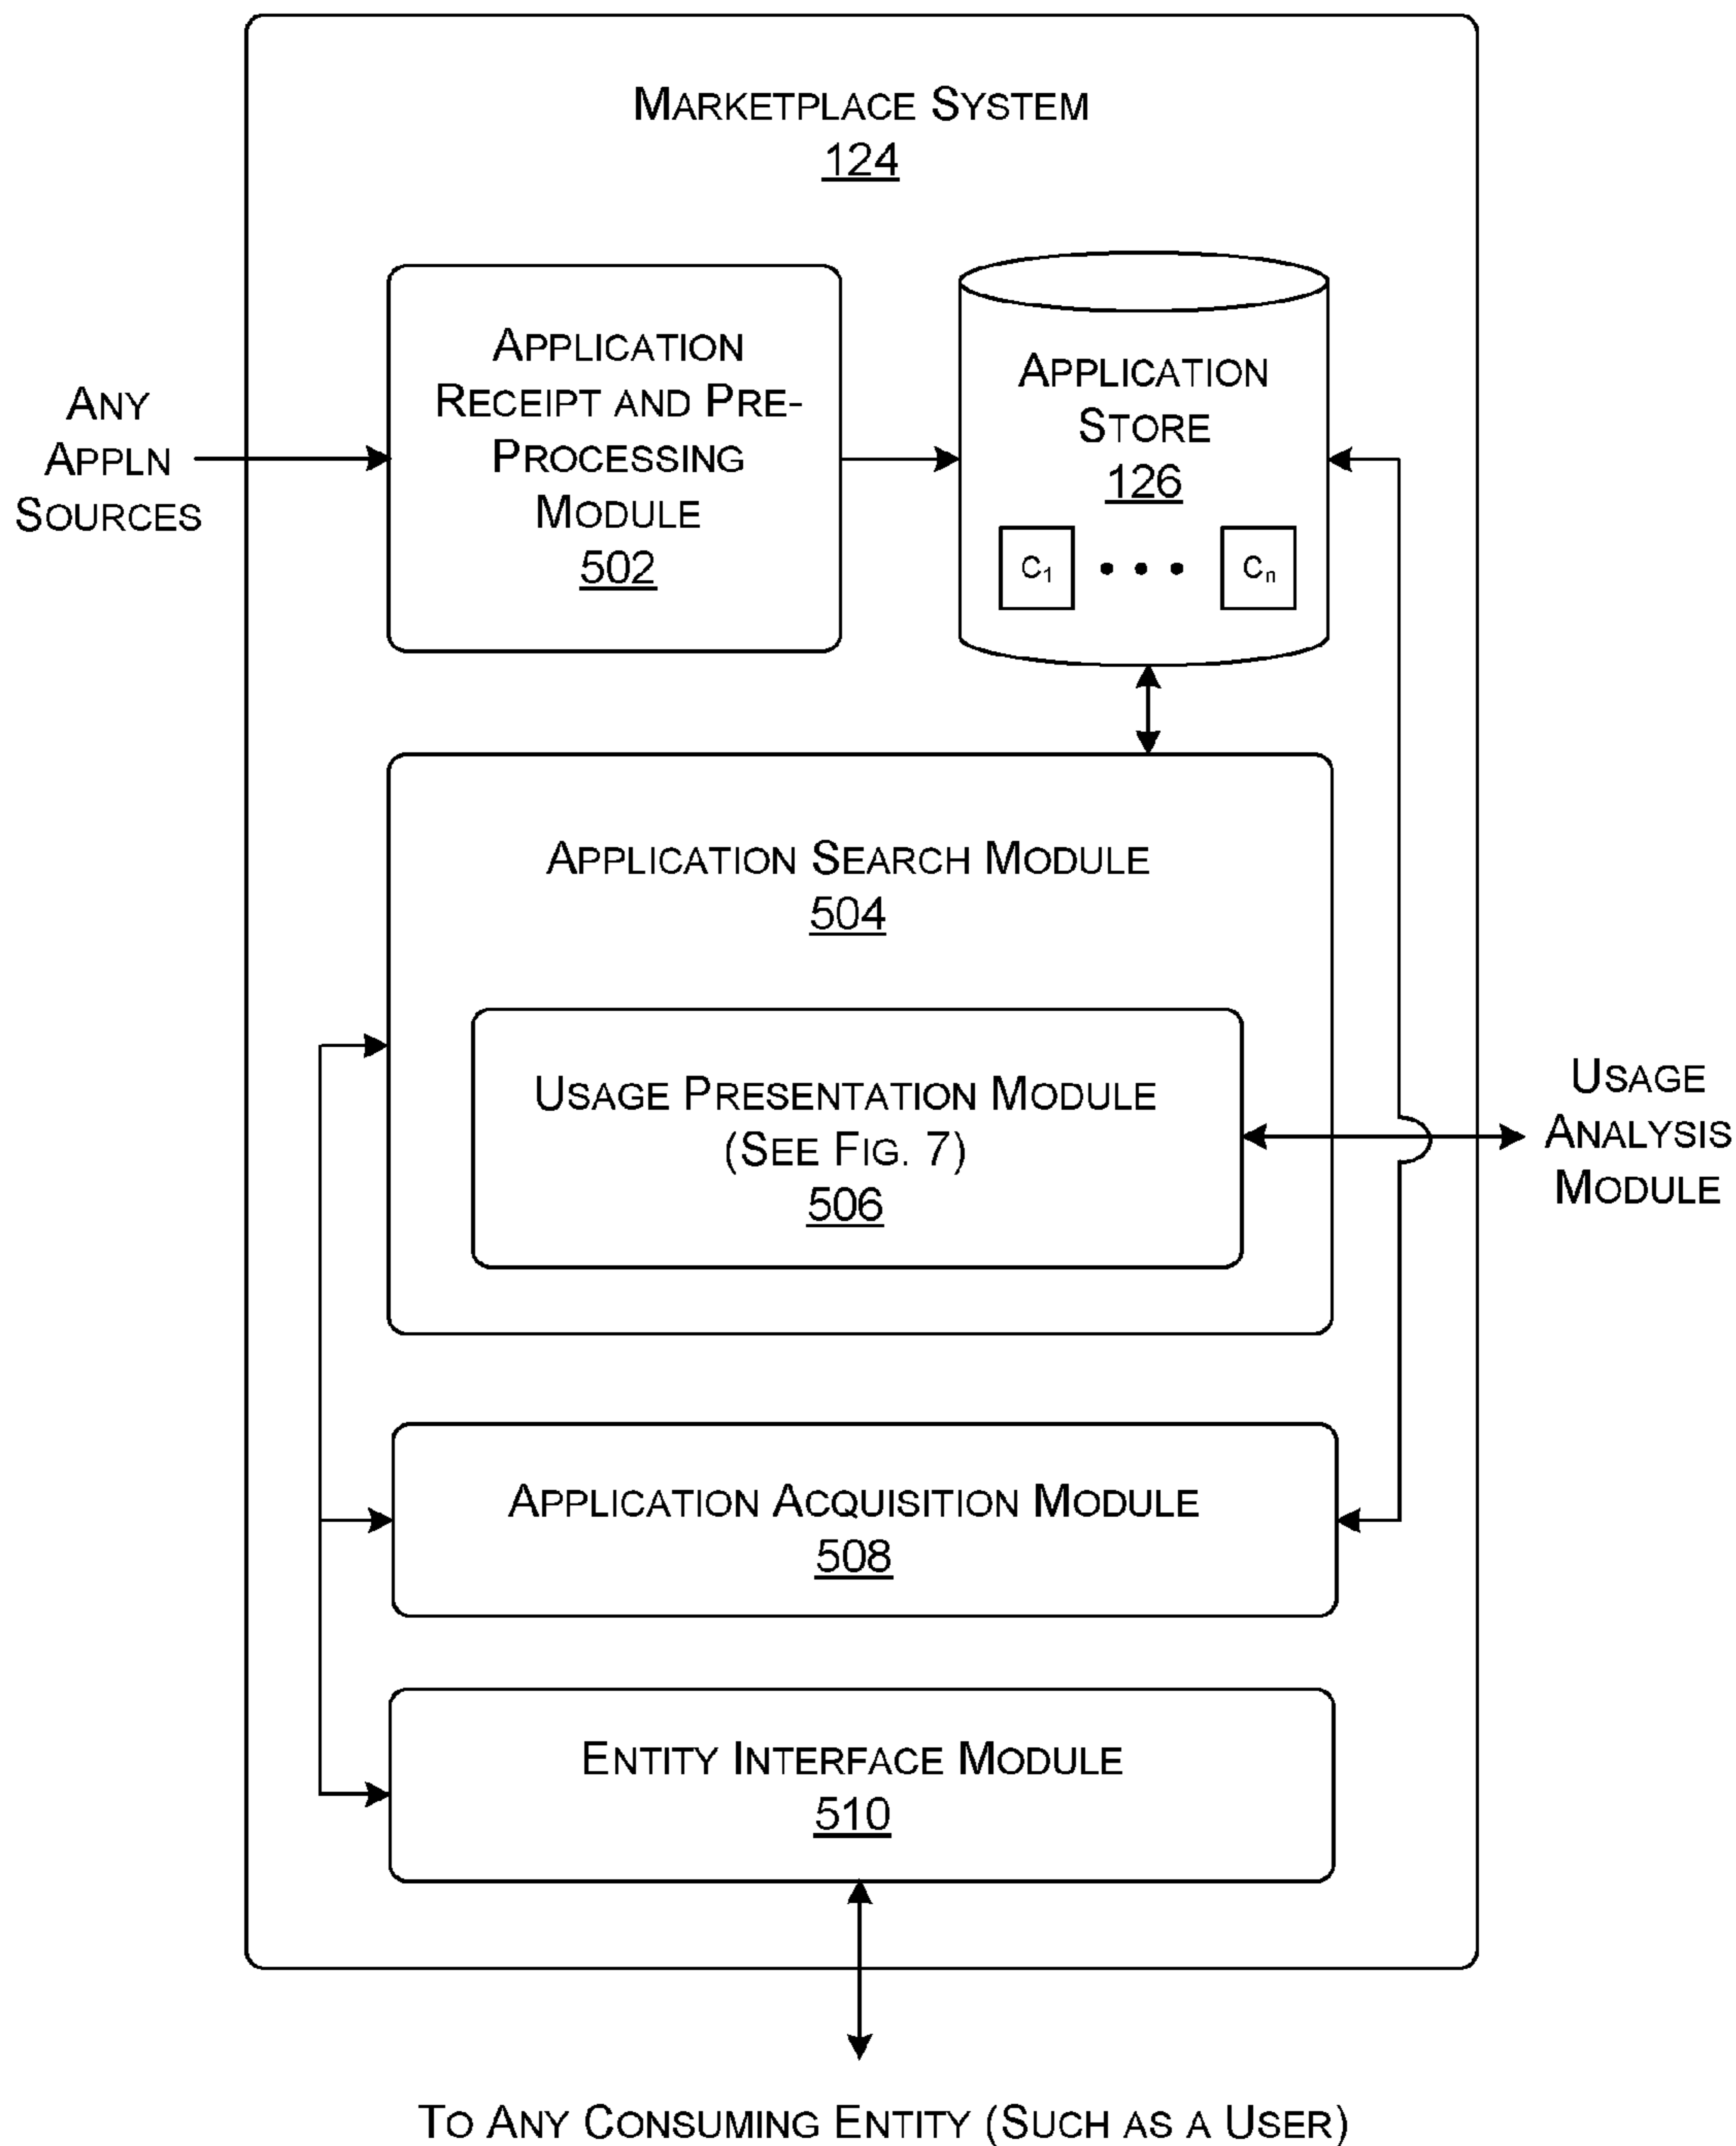 MARKETPLACE SYSTEM
124
ANY
APPLN
SOURCES
APPLICATION
RECEIPT AND PRE-
PROCESSING
MODULE
502
APPLICATION
STORE
126
C1 • • • Cn
APPLICATION SEARCH MODULE
504
USAGE PRESENTATION MODULE
(SEE FIG. 7)
506
USAGE
ANALYSIS
MODULE
APPLICATION ACQUISITION MODULE
508
ENTITY INTERFACE MODULE
510
TO ANY CONSUMING ENTITY (SUCH AS A USER)